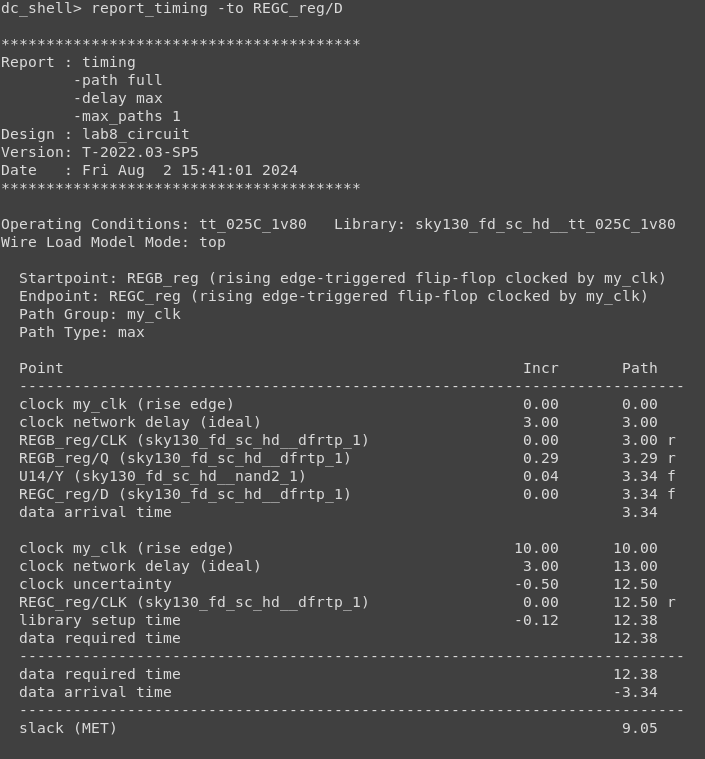 dc_shell> report_timing -to REGC_reg/D
****************************************
Report : timing
        -path full
        -delay max
        -max_paths 1
Design : lab8_circuit
Version: T-2022.03-SP5
Date   : Fri Aug  2 15:41:01 2024
****************************************
Operating Conditions: tt_025C_1v80   Library: sky130_fd_sc_hd__tt_025C_1v80
Wire Load Model Mode: top
  Startpoint: REGB_reg (rising edge-triggered flip-flop clocked by my_clk)
  Endpoint: REGC_reg (rising edge-triggered flip-flop clocked by my_clk)
  Path Group: my_clk
  Path Type: max
  Point                                                   Incr       Path
  --------------------------------------------------------------------------
  clock my_clk (rise edge)                                0.00       0.00
  clock network delay (ideal)                             3.00       3.00
  REGB_reg/CLK (sky130_fd_sc_hd__dfrtp_1)                 0.00       3.00 r
  REGB_reg/Q (sky130_fd_sc_hd__dfrtp_1)                   0.29       3.29 r
  U14/Y (sky130_fd_sc_hd__nand2_1)                        0.04       3.34 f
  REGC_reg/D (sky130_fd_sc_hd__dfrtp_1)                   0.00       3.34 f
  data arrival time                                                  3.34
  clock my_clk (rise edge)                               10.00      10.00
  clock network delay (ideal)                             3.00      13.00
  clock uncertainty                                      -0.50      12.50
  REGC_reg/CLK (sky130_fd_sc_hd__dfrtp_1)                 0.00      12.50 r
  library setup time                                     -0.12      12.38
  data required time                                                12.38
  --------------------------------------------------------------------------
  data required time                                                12.38
  data arrival time                                                 -3.34
  --------------------------------------------------------------------------
  slack (MET)                                                        9.05